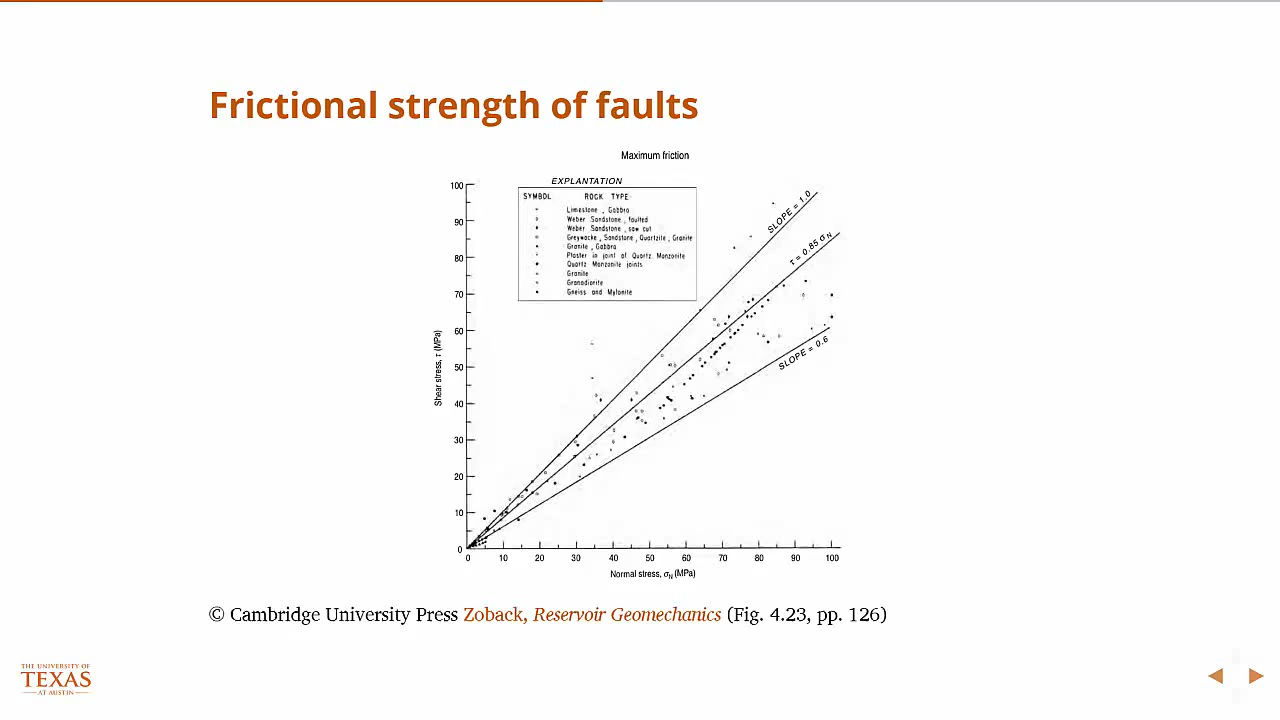 Frictional strength of faults
Maximum friction
EXPLANTATION
SYMBOL ROCK TYPE
Limestone, Gabbro
Weber Sandstone, faulted
Weber Sandstone, saw cut
Greywacke, Sandstone, Quartzite, Granite
Granite, Gabbro
Plaster in joint of Quartz Monzonite
Quartz Monzonite joints
Granite
Granodiorite
Gneiss and Mylonite
SLOPE = 1.0
τ = 0.85 σN
SLOPE = 0.6
Shear stress, τ (MPa)
100
90
80
70
60
50
40
30
20
10
0
0 10 20 30 40 50 60 70 80 90 100
Normal stress, σN (MPa)
© Cambridge University Press Zoback, Reservoir Geomechanics (Fig. 4.23, pp. 126)
THE UNIVERSITY OF
TEXAS
AT AUSTIN